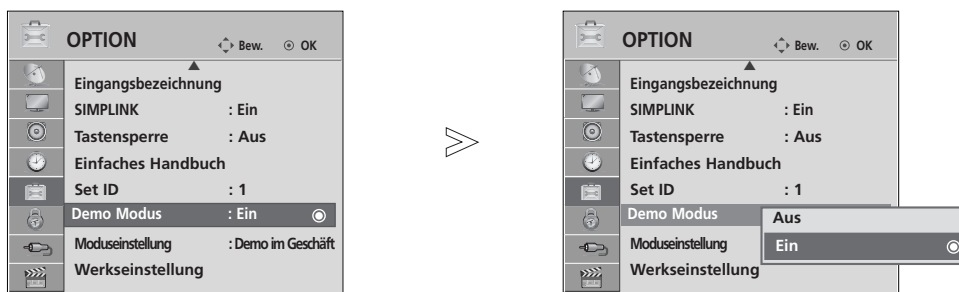 OPTION
Bew. OK
Eingangsbezeichnung
SIMPLINK : Ein
Tastensperre : Aus
Einfaches Handbuch
Set ID : 1
Demo Modus : Ein
Moduseinstellung : Demo im Geschäft
Werkseinstellung
OPTION
Bew. OK
Eingangsbezeichnung
SIMPLINK : Ein
Tastensperre : Aus
Einfaches Handbuch
Set ID : 1
Demo Modus
Aus
Moduseinstellung
Ein
Werkseinstellung